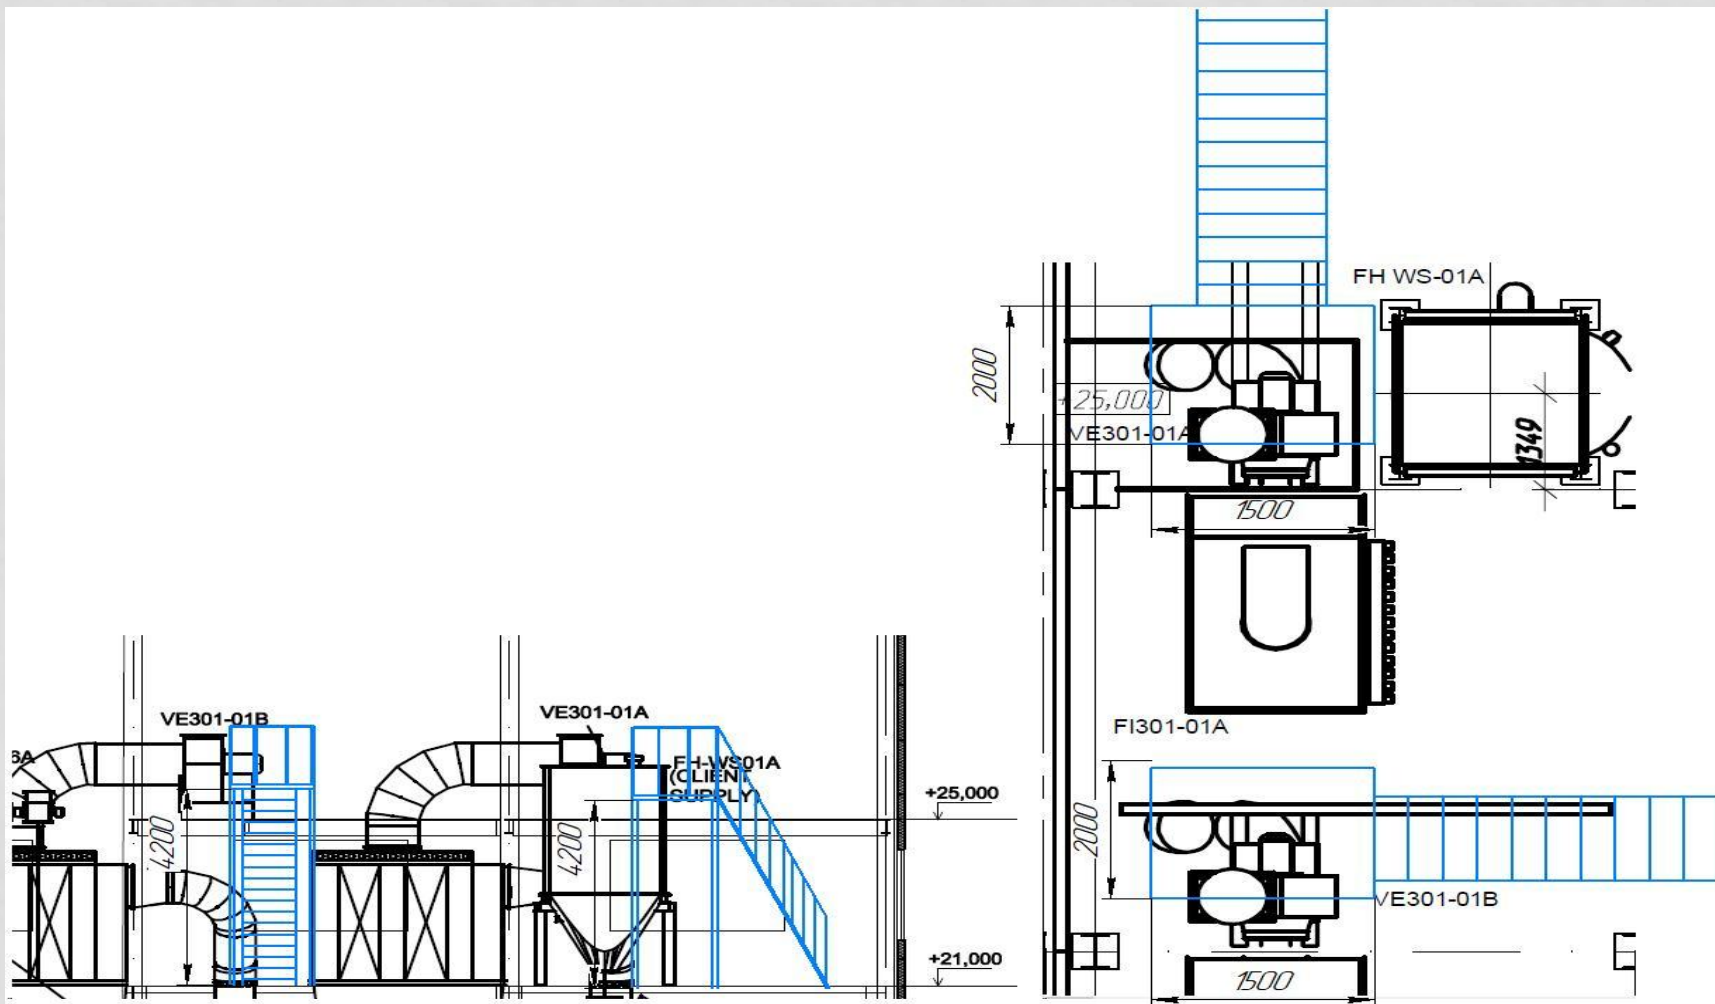 FH WS-01A
2000
+25,000
VE301-01A
1349
1500
FI301-01A
2000
VE301-01B
1500
VE301-01B
VE301-01A
6A
FH-WS01A
(CLIENT
SUPPLY)
+25,000
4200
4200
+21,000